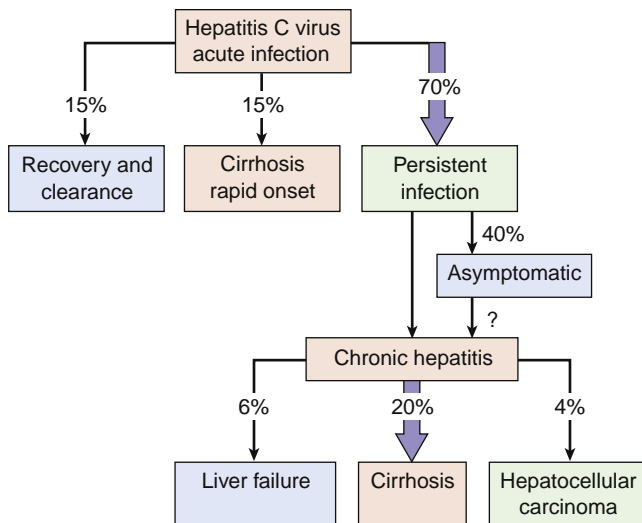 Hepatitis C virus
acute infection
15%
15%
70%
Recovery and
clearance
Cirrhosis
rapid onset
Persistent
infection
40%
Asymptomatic
?
Chronic hepatitis
6%
20%
4%
Liver failure
Cirrhosis
Hepatocellular
carcinoma